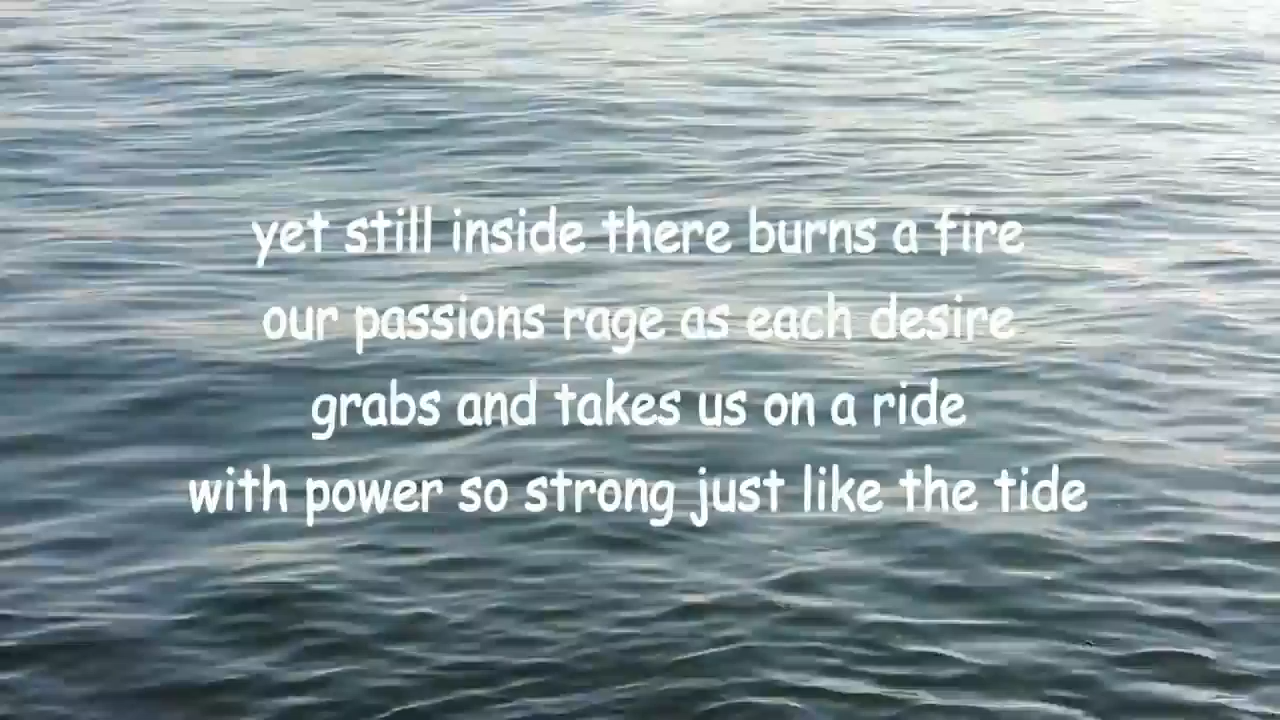 yet still inside there burns a fire
our passions rage as each desire
grabs and takes us on a ride
with power so strong just like the tide